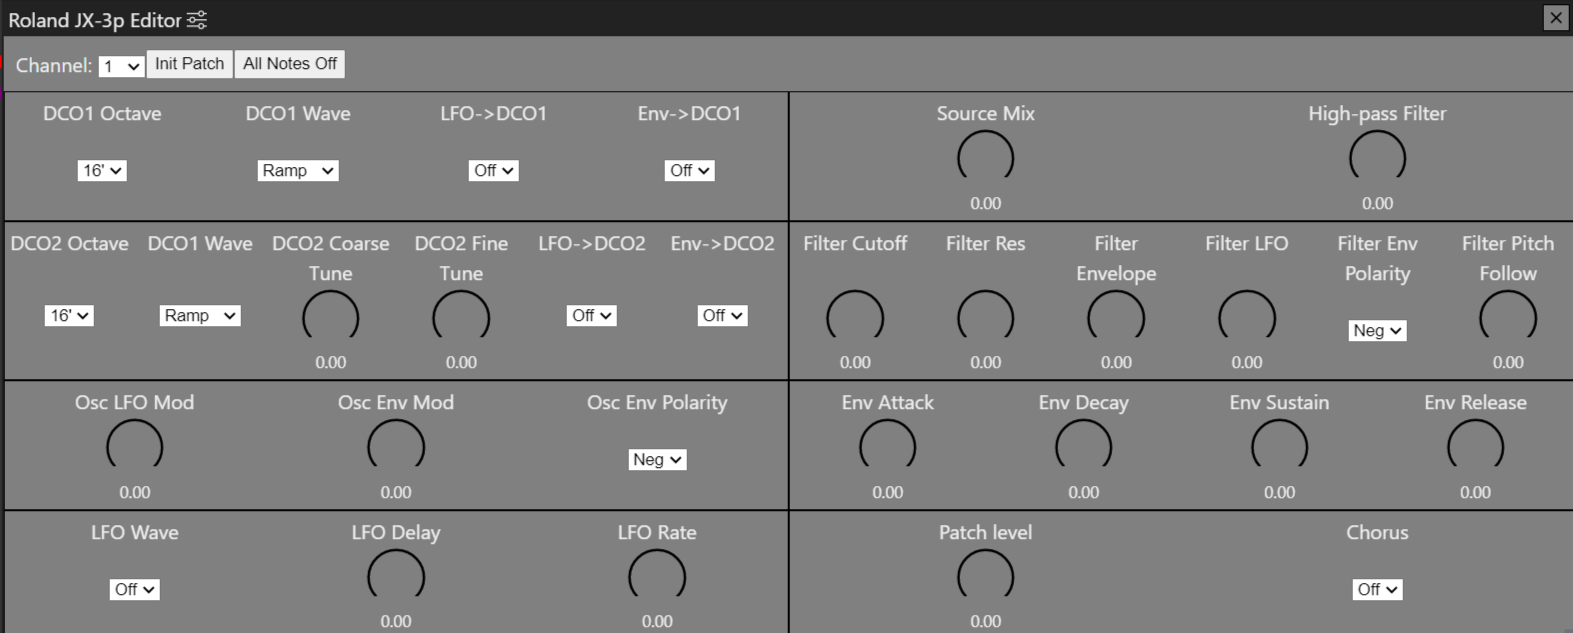 Roland JX-3p Editor
Channel: 1 Init Patch All Notes Off
DCO1 Octave DCO1 Wave LFO->DCO1 Env->DCO1
16' Ramp Off Off
Source Mix High-pass Filter
0.00 0.00
DCO2 Octave DCO1 Wave DCO2 Coarse DCO2 Fine LFO->DCO2 Env->DCO2
Tune Tune
16' Ramp Off Off
0.00 0.00
Filter Cutoff Filter Res Filter Filter LFO Filter Env Filter Pitch
Envelope Polarity Follow
Neg
0.00 0.00 0.00 0.00 0.00
Osc LFO Mod Osc Env Mod Osc Env Polarity
Neg
0.00 0.00
Env Attack Env Decay Env Sustain Env Release
0.00 0.00 0.00 0.00
LFO Wave LFO Delay LFO Rate
Off
0.00 0.00
Patch level Chorus
Off
0.00